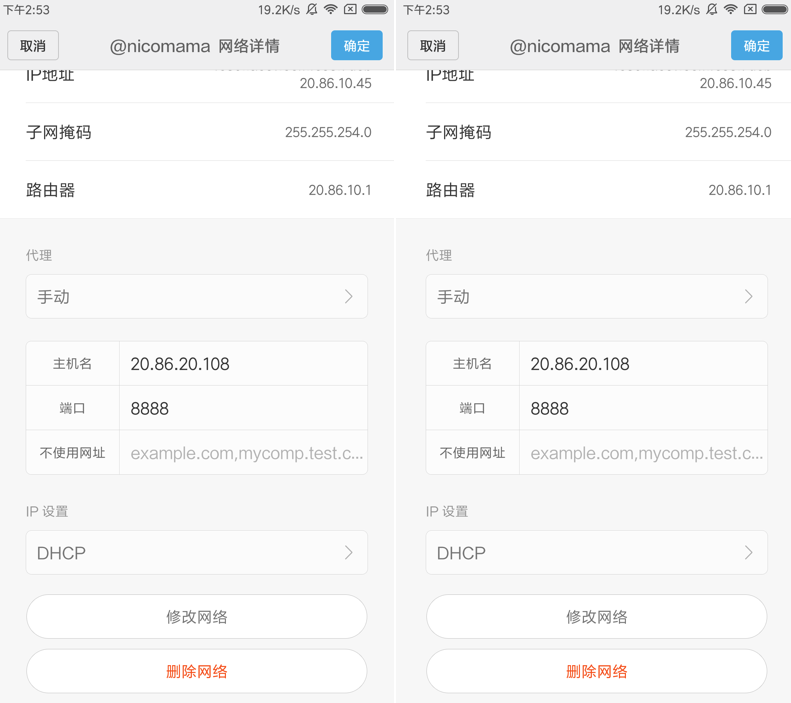 下午2:53 19.2K/s
取消 @nicomama 网络详情 确定
IP地址
20.86.10.45
子网掩码 255.255.254.0
路由器 20.86.10.1
代理
手动
主机名 20.86.20.108
端口 8888
不使用网址 example.com,mycomp.test.c...
IP 设置
DHCP
修改网络
删除网络
下午2:53 19.2K/s
取消 @nicomama 网络详情 确定
IP地址
20.86.10.45
子网掩码 255.255.254.0
路由器 20.86.10.1
代理
手动
主机名 20.86.20.108
端口 8888
不使用网址 example.com,mycomp.test.c...
IP 设置
DHCP
修改网络
删除网络